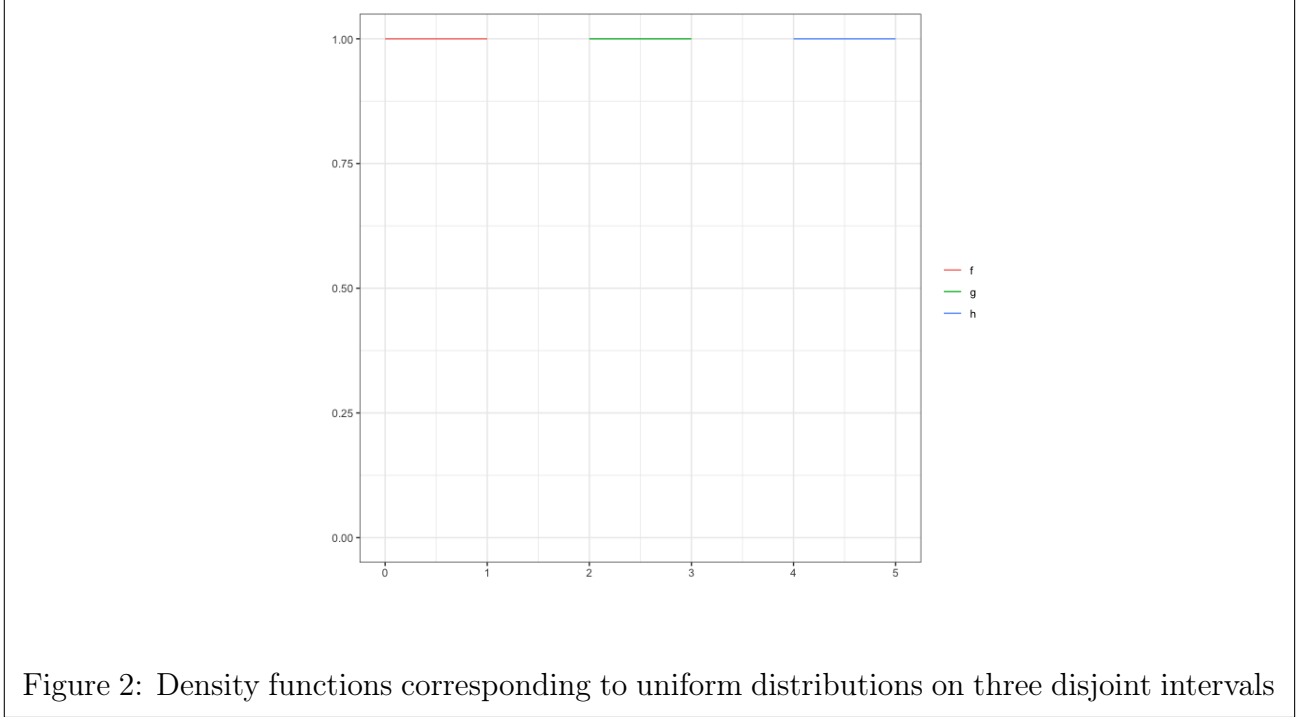 1.00
0.75
0.50
0.25
0.00
0 1 2 3 4 5
f
g
h
Figure 2: Density functions corresponding to uniform distributions on three disjoint intervals